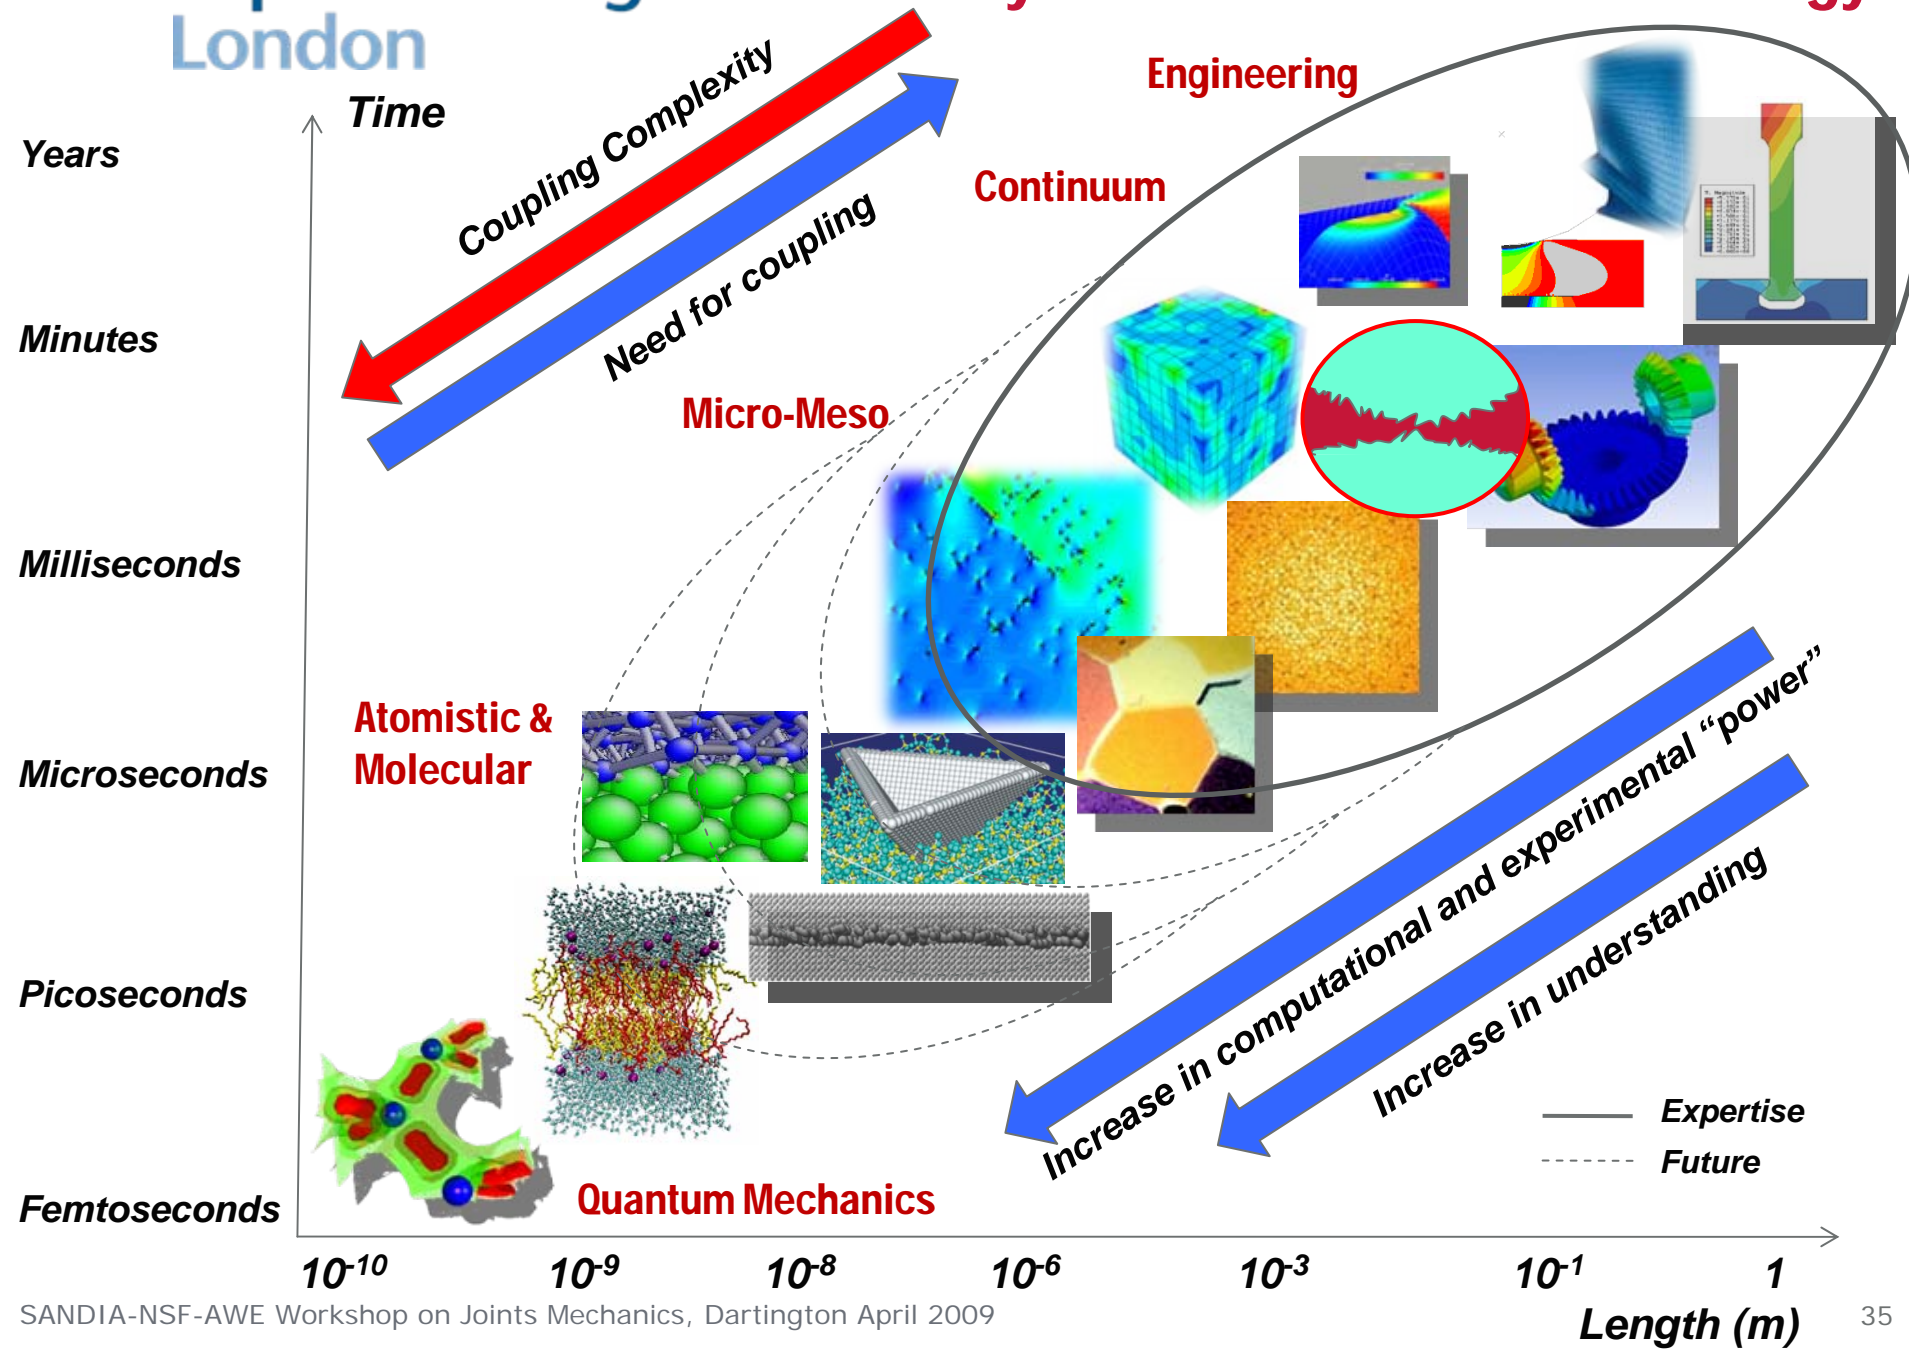 London
Time
Years
Minutes
Milliseconds
Microseconds
Picoseconds
Femtoseconds
Coupling Complexity
Need for coupling
Engineering
Continuum
Micro-Meso
Atomistic &
Molecular
Quantum Mechanics
Increase in computational and experimental “power”
Increase in understanding
Expertise
Future
10-10 10-9 10-8 10-6 10-3 10-1 1
Length (m)
SANDIA-NSF-AWE Workshop on Joints Mechanics, Dartington April 2009
35